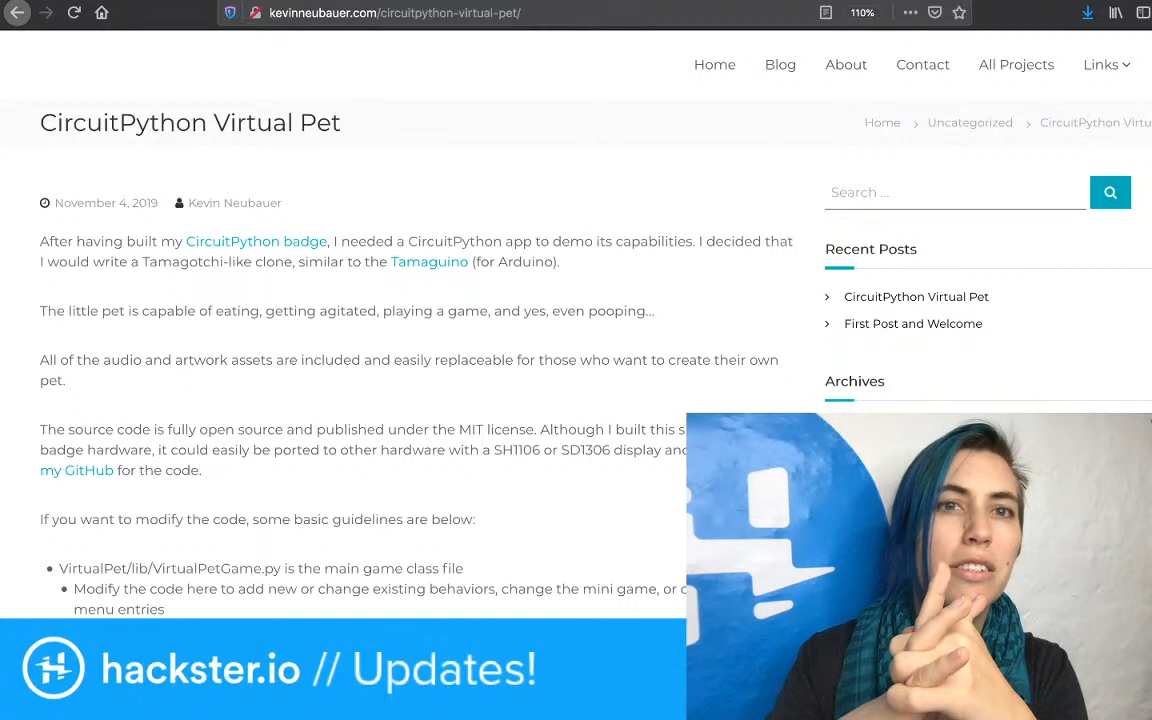 kevinneubauer.com/circuitpython-virtual-pet/
110%
Home Blog About Contact All Projects Links
CircuitPython Virtual Pet
Home > Uncategorized > CircuitPython Virtu
November 4, 2019 Kevin Neubauer
Search ...
After having built my CircuitPython badge, I needed a CircuitPython app to demo its capabilities. I decided that
I would write a Tamagotchi-like clone, similar to the Tamaguino (for Arduino).
The little pet is capable of eating, getting agitated, playing a game, and yes, even pooping...
All of the audio and artwork assets are included and easily replaceable for those who want to create their own
pet.
The source code is fully open source and published under the MIT license. Although I built this s
badge hardware, it could easily be ported to other hardware with a SH1106 or SD1306 display and
my GitHub for the code.
If you want to modify the code, some basic guidelines are below:
VirtualPet/lib/VirtualPetGame.py is the main game class file
Modify the code here to add new or change existing behaviors, change the mini game, or c
menu entries
Recent Posts
CircuitPython Virtual Pet
First Post and Welcome
Archives
hackster.io // Updates!